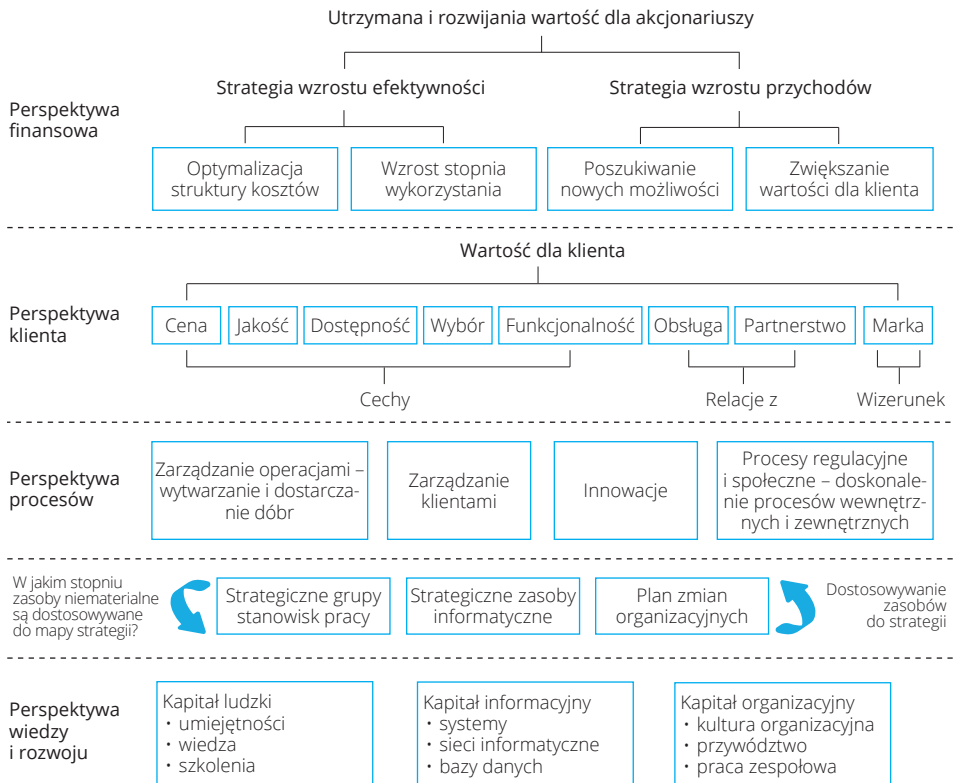 Utrzymana i rozwijania wartość dla akcjonariuszy
Strategia wzrostu efektywności
Strategia wzrostu przychodów
Perspektywa
finansowa
Optymalizacja
struktury kosztów
Wzrost stopnia
wykorzystania
Poszukiwanie
nowych możliwości
Zwiększanie
wartości dla klienta
Wartość dla klienta
Perspektywa
klienta
Cena
Jakość
Dostępność
Wybór
Funkcjonalność
Obsługa
Partnerstwo
Marka
Cechy
Relacje z
Wizerunek
Perspektywa
procesów
Zarządzanie operacjami –
wytwarzanie i dostarcza-
nie dóbr
Zarządzanie
klientami
Innowacje
Procesy regulacyjne
i społeczne – doskona-
lenie procesów wewnętrz-
nych i zewnętrznych
W jakim stopniu
zasoby niematerialne
są dostosowywane
do mapy strategii?
Strategiczne grupy
stanowisk pracy
Strategiczne zasoby
informatyczne
Plan zmian
organizacyjnych
Dostosowywanie
zasobów
do strategii
Perspektywa
wiedzy
i rozwoju
Kapitał ludzki
• umiejętności
• wiedza
• szkolenia
Kapitał informacyjny
• systemy
• sieci informatyczne
• bazy danych
Kapitał organizacyjny
• kultura organizacyjna
• przywództwo
• praca zespołowa